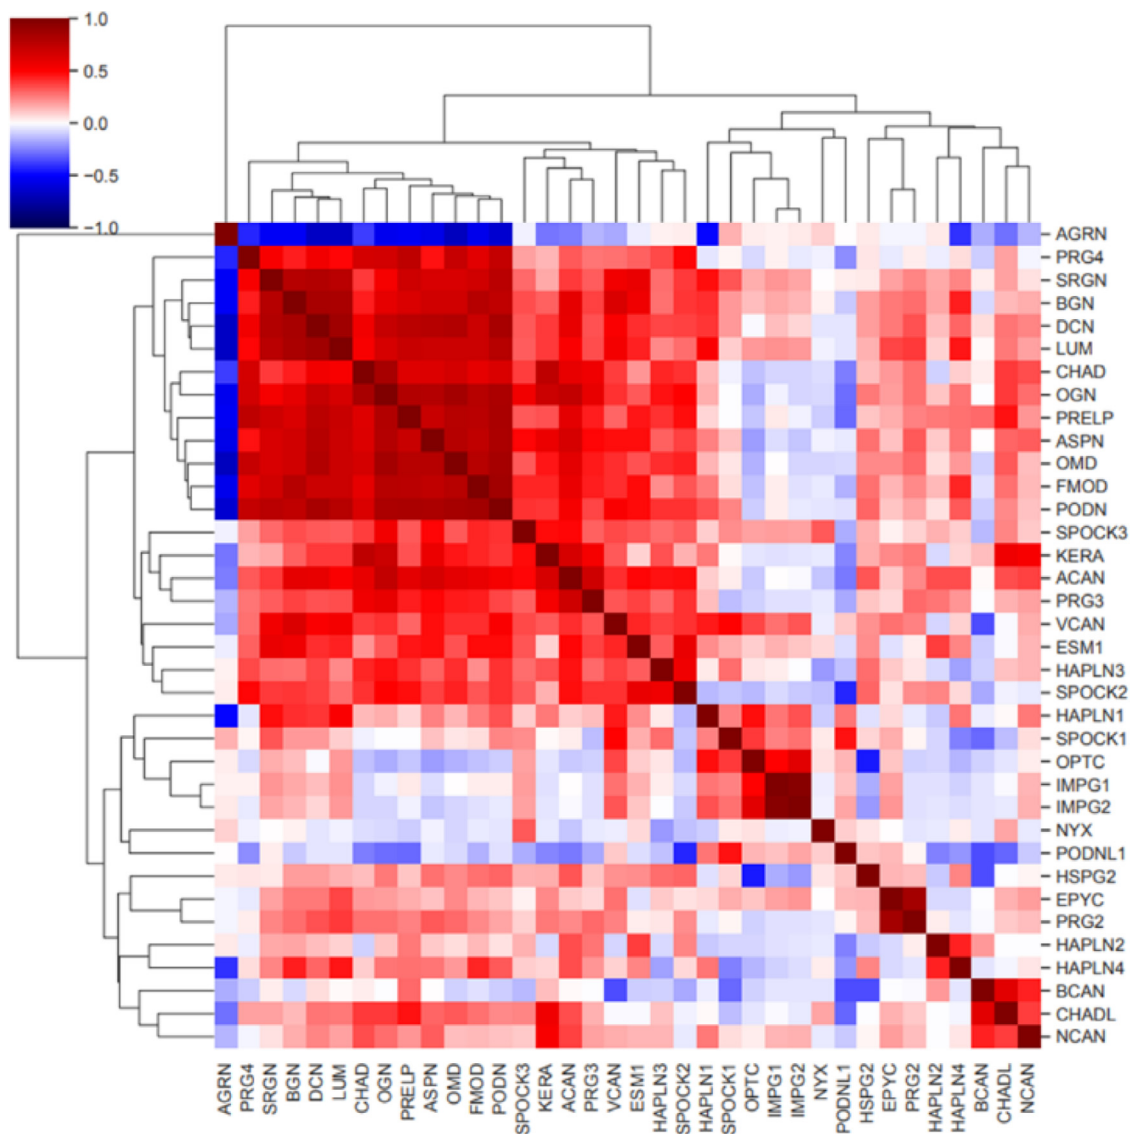 1.0
0.5
0.0
−0.5
−1.0
AGRN
PRG4
SRGN
BGN
DCN
LUM
CHAD
OGN
PRELP
ASPN
OMD
FMOD
PODN
SPOCK3
KERA
ACAN
PRG3
VCAN
ESM1
HAPLN3
SPOCK2
HAPLN1
SPOCK1
OPTC
IMPG1
IMPG2
NYX
PODNL1
HSPG2
EPYC
PRG2
HAPLN2
HAPLN4
BCAN
CHADL
NCAN
AGRN
PRG4
SRGN
BGN
DCN
LUM
CHAD
OGN
PRELP
ASPN
OMD
FMOD
PODN
SPOCK3
KERA
ACAN
PRG3
VCAN
ESM1
HAPLN3
SPOCK2
HAPLN1
SPOCK1
OPTC
IMPG1
IMPG2
NYX
PODNL1
HSPG2
EPYC
PRG2
HAPLN2
HAPLN4
BCAN
CHADL
NCAN